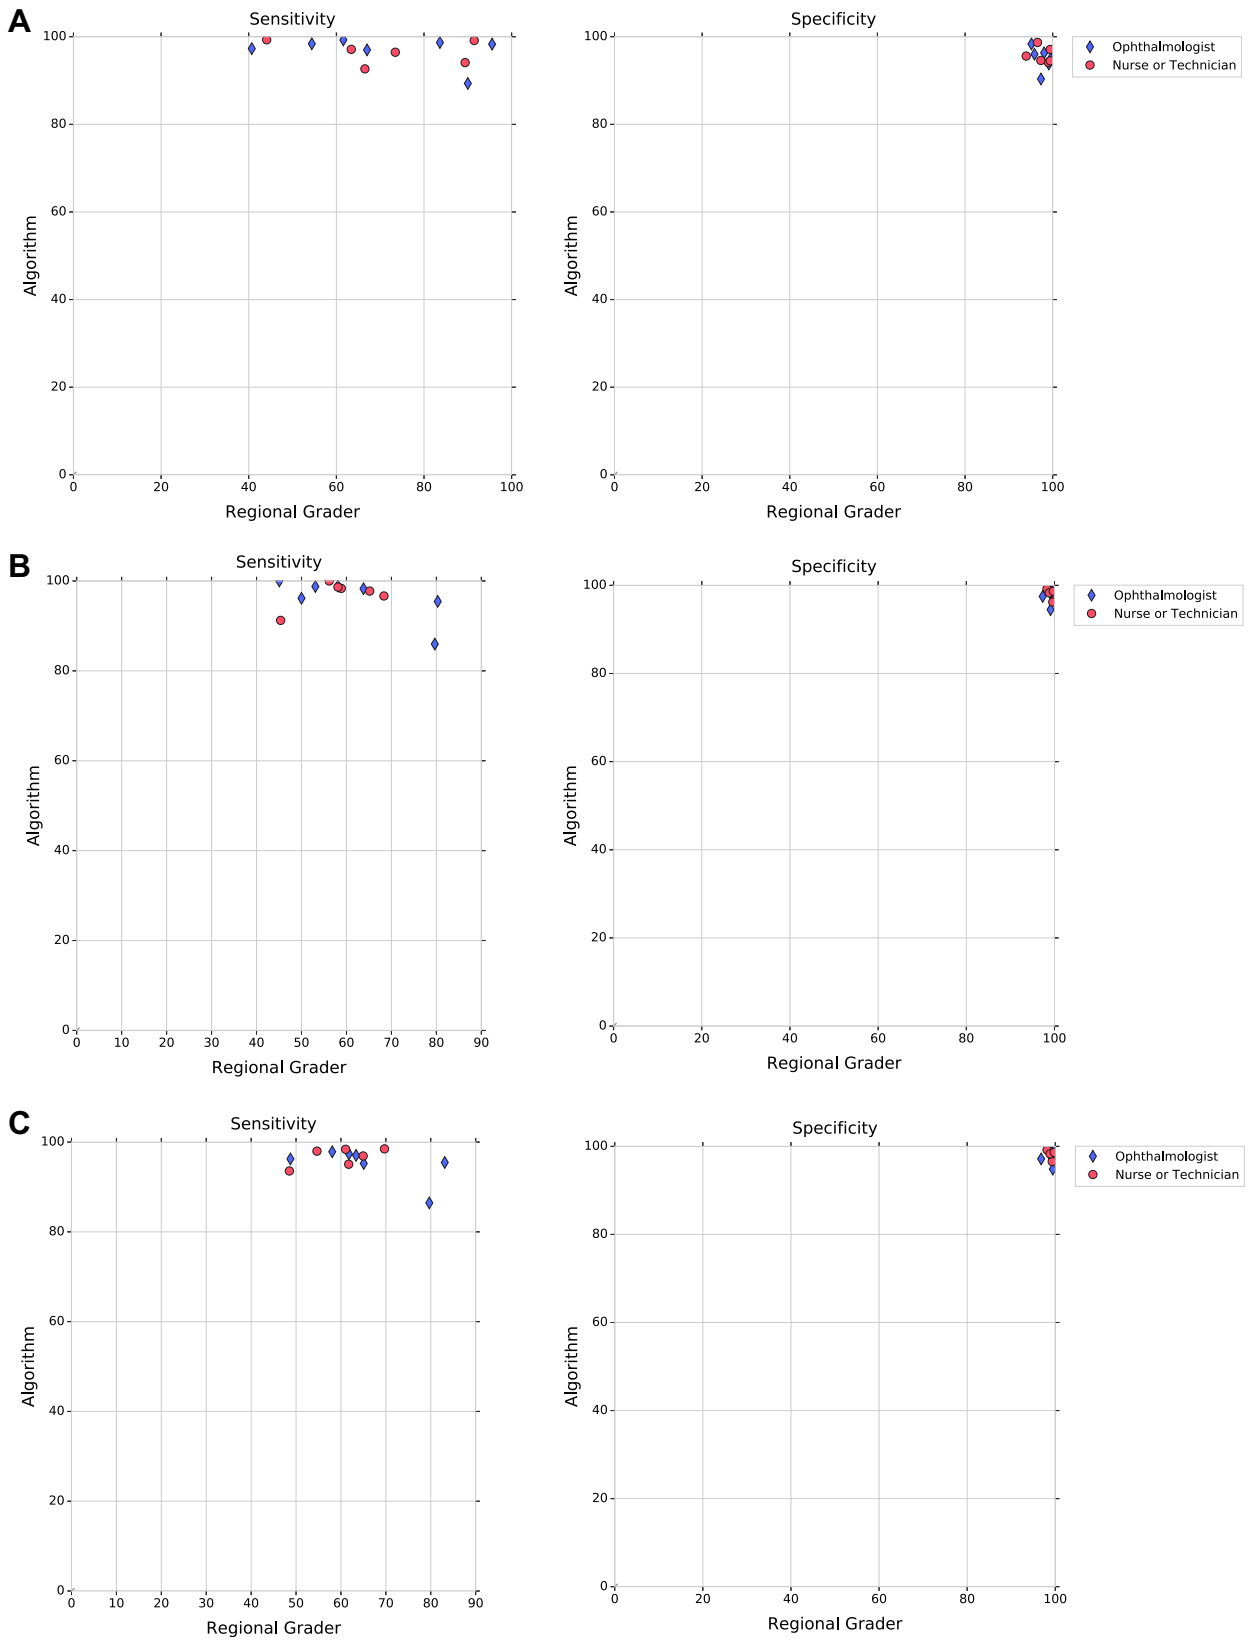 A
Sensitivity
Specificity
Ophthalmologist
Nurse or Technician
100
80
60
40
20
0
Algorithm
0 20 40 60 80 100
Regional Grader
100
80
60
40
20
0
Algorithm
0 20 40 60 80 100
Regional Grader
B
Sensitivity
Specificity
Ophthalmologist
Nurse or Technician
100
80
60
40
20
0
Algorithm
0 10 20 30 40 50 60 70 80 90
Regional Grader
100
80
60
40
20
0
Algorithm
0 20 40 60 80 100
Regional Grader
C
Sensitivity
Specificity
Ophthalmologist
Nurse or Technician
100
80
60
40
20
0
Algorithm
0 10 20 30 40 50 60 70 80 90
Regional Grader
100
80
60
40
20
0
Algorithm
0 20 40 60 80 100
Regional Grader